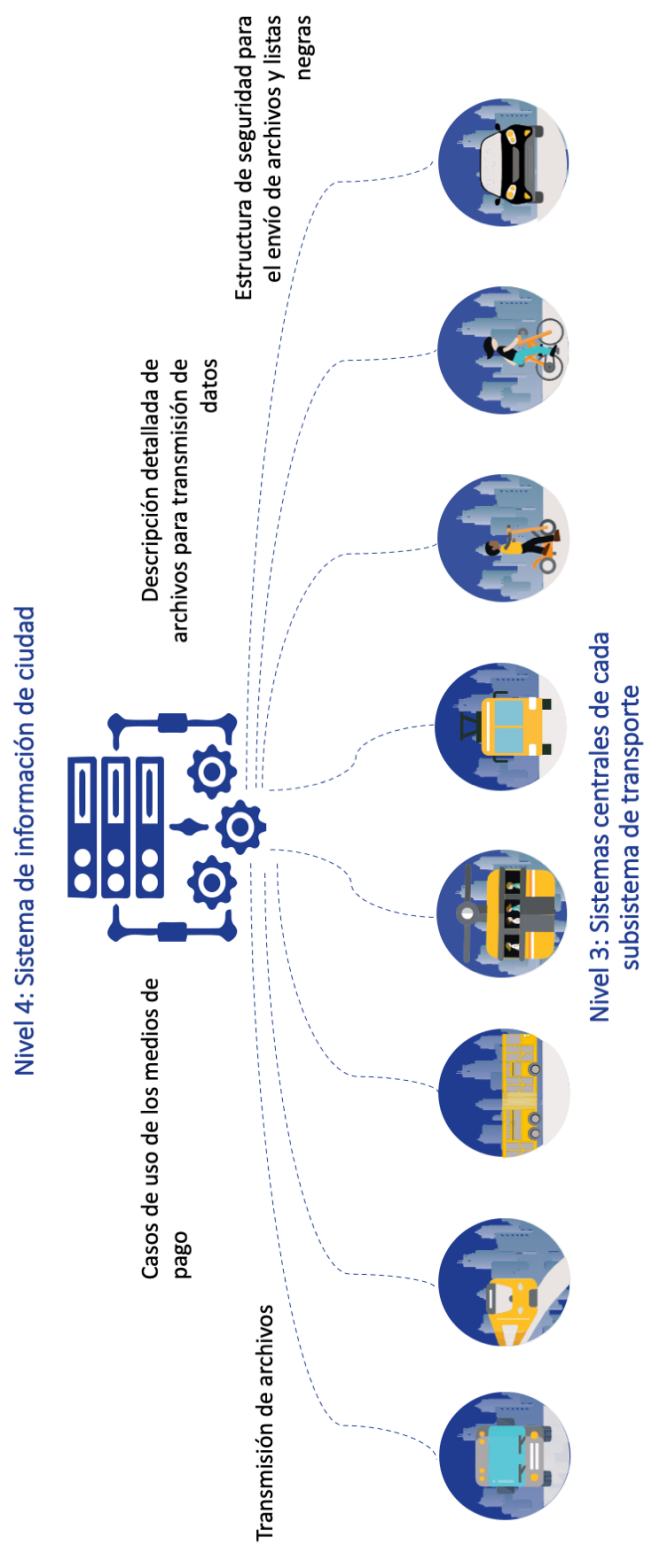 Nivel 4: Sistema de información de ciudad
Casos de uso de los medios de
pago
Descripción detallada de
archivos para transmisión de
datos
Transmisión de archivos
Estructura de seguridad para
el envío de archivos y listas
negras
Nivel 3: Sistemas centrales de cada
subsistema de transporte